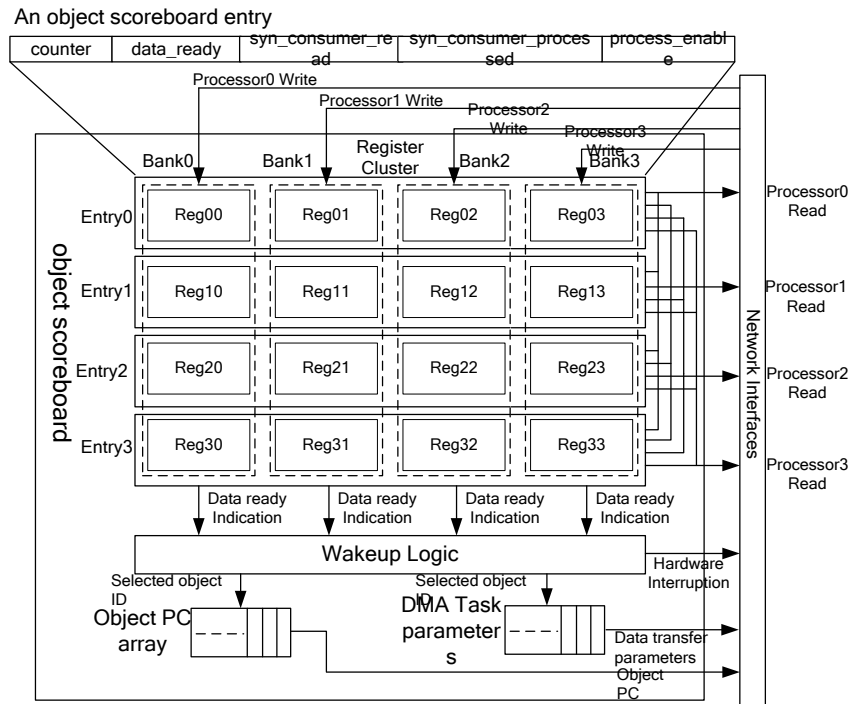 An object scoreboard entry
counter
data_ready
syn_consumer_re
ad
syn_consumer_proces
sed
process_enabl
e
Processor0 Write
Processor1 Write
Processor2
Write
Processor3
Write
Bank0
Bank1
Register
Cluster
Bank2
Bank3
object scoreboard
Entry0
Reg00
Reg01
Reg02
Reg03
Entry1
Reg10
Reg11
Reg12
Reg13
Entry2
Reg20
Reg21
Reg22
Reg23
Entry3
Reg30
Reg31
Reg32
Reg33
Processor0
Read
Processor1
Read
Processor2
Read
Processor3
Read
Network Interfaces
Data ready
Indication
Data ready
Indication
Data ready
Indication
Data ready
Indication
Wakeup Logic
Hardware
Interruption
Selected object
ID
Selected object
ID
Object PC
array
DMA Task
parameter
s
Data transfer
parameters
Object
PC